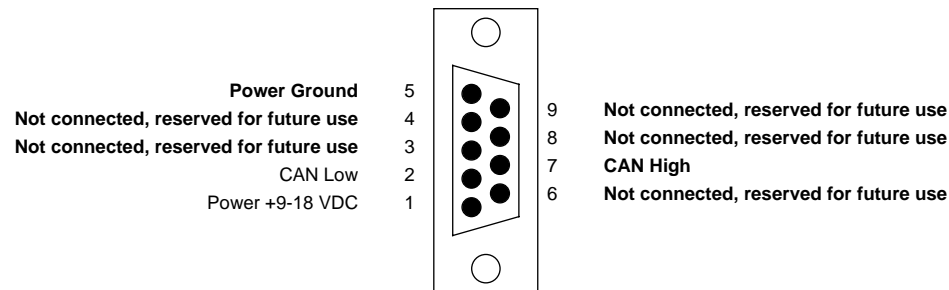 Power Ground 5
Not connected, reserved for future use 4
Not connected, reserved for future use 3
CAN Low 2
Power +9-18 VDC 1
9 Not connected, reserved for future use
8 Not connected, reserved for future use
7 CAN High
6 Not connected, reserved for future use